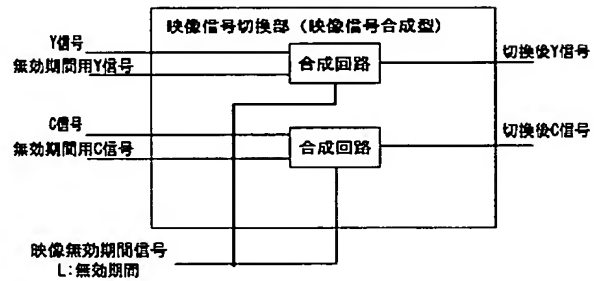 映像信号切換部（映像信号合成型）
Y信号
無効期間用Y信号
合成回路
切換後Y信号
C信号
無効期間用C信号
合成回路
切換後C信号
映像無効期間信号
L:無効期間